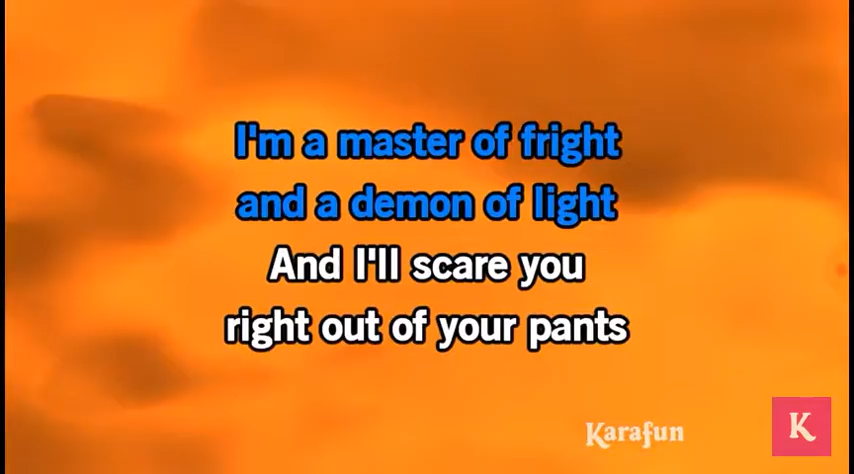 I'm a master of fright
and a demon of light
And I'll scare you
right out of your pants
Karafun
K